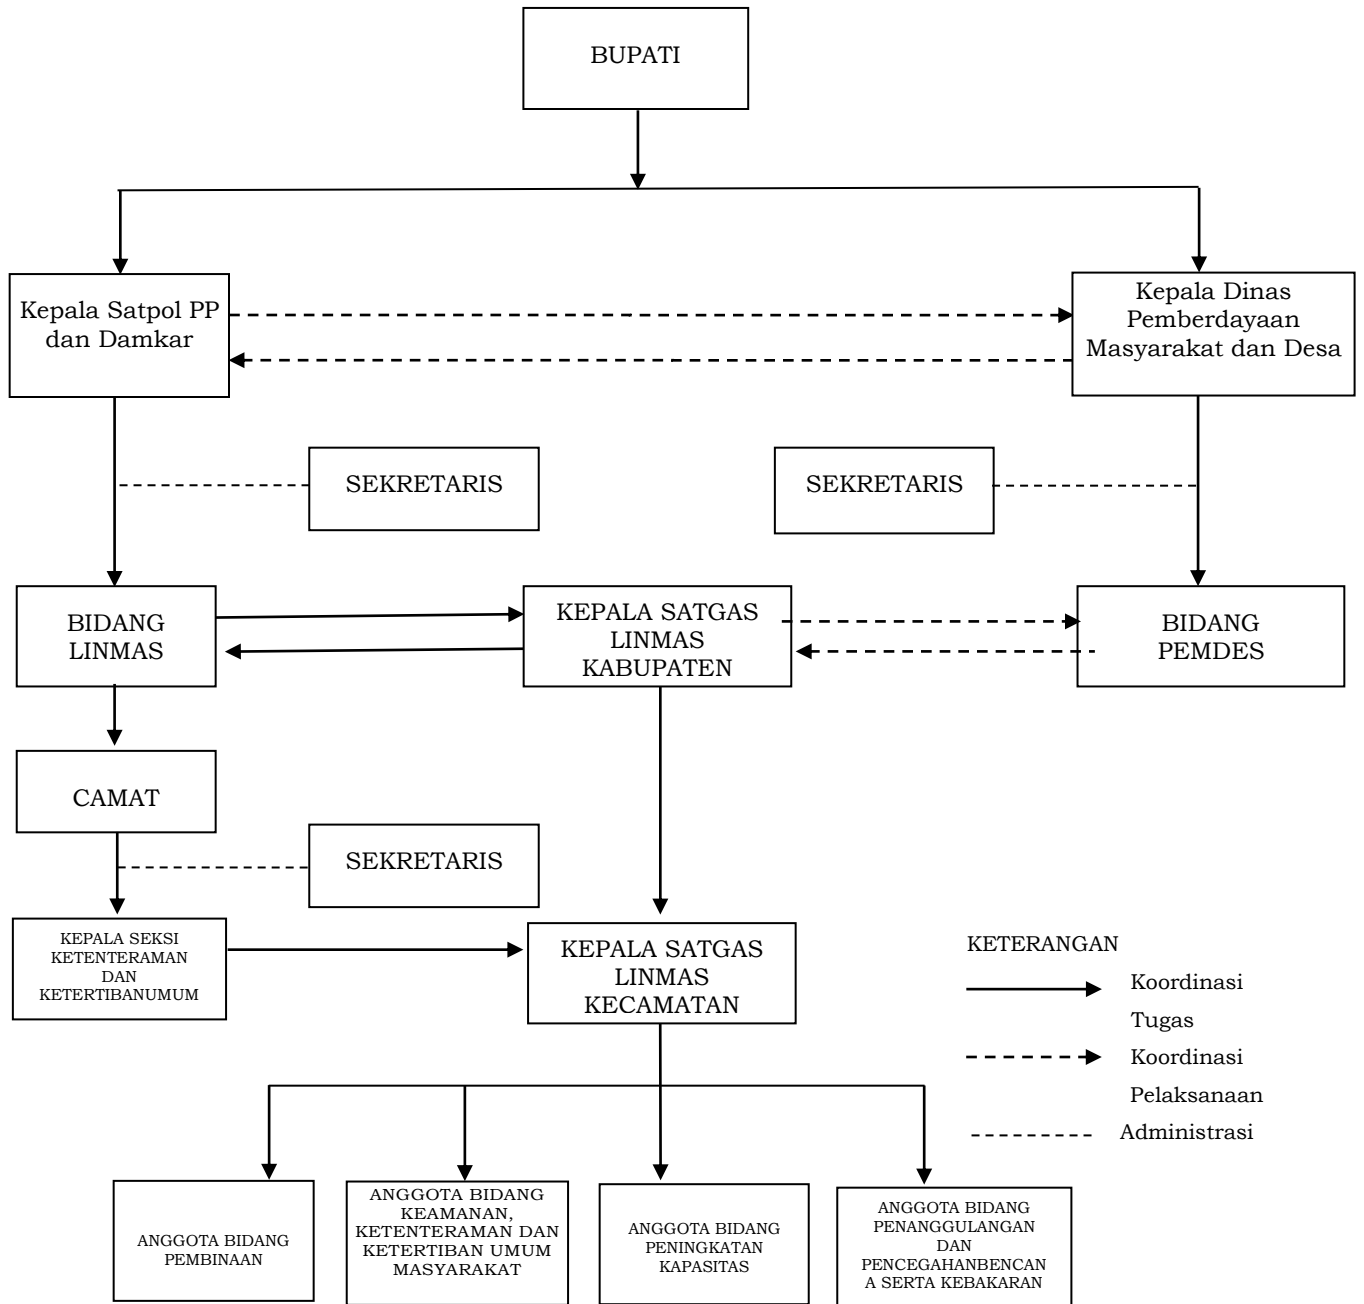 BUPATI
Kepala Satpol PP
dan Damkar
Kepala Dinas
Pemberdayaan
Masyarakat dan Desa
SEKRETARIS
SEKRETARIS
BIDANG
LINMAS
KEPALA SATGAS
LINMAS
KABUPATEN
BIDANG
PEMDES
CAMAT
SEKRETARIS
KEPALA SEKSI
KETENTERAMAN
DAN
KETERTIBANUMUM
KEPALA SATGAS
LINMAS
KECAMATAN
KETERANGAN
Koordinasi
Tugas
Koordinasi
Pelaksanaan
Administrasi
ANGGOTA BIDANG
PEMBINAAN
ANGGOTA BIDANG
KEAMANAN,
KETENTERAMAN DAN
KETERTIBAN UMUM
MASYARAKAT
ANGGOTA BIDANG
PENINGKATAN
KAPASITAS
ANGGOTA BIDANG
PENANGGULANGAN
DAN
PENCEGAHANBENCAN
A SERTA KEBAKARAN